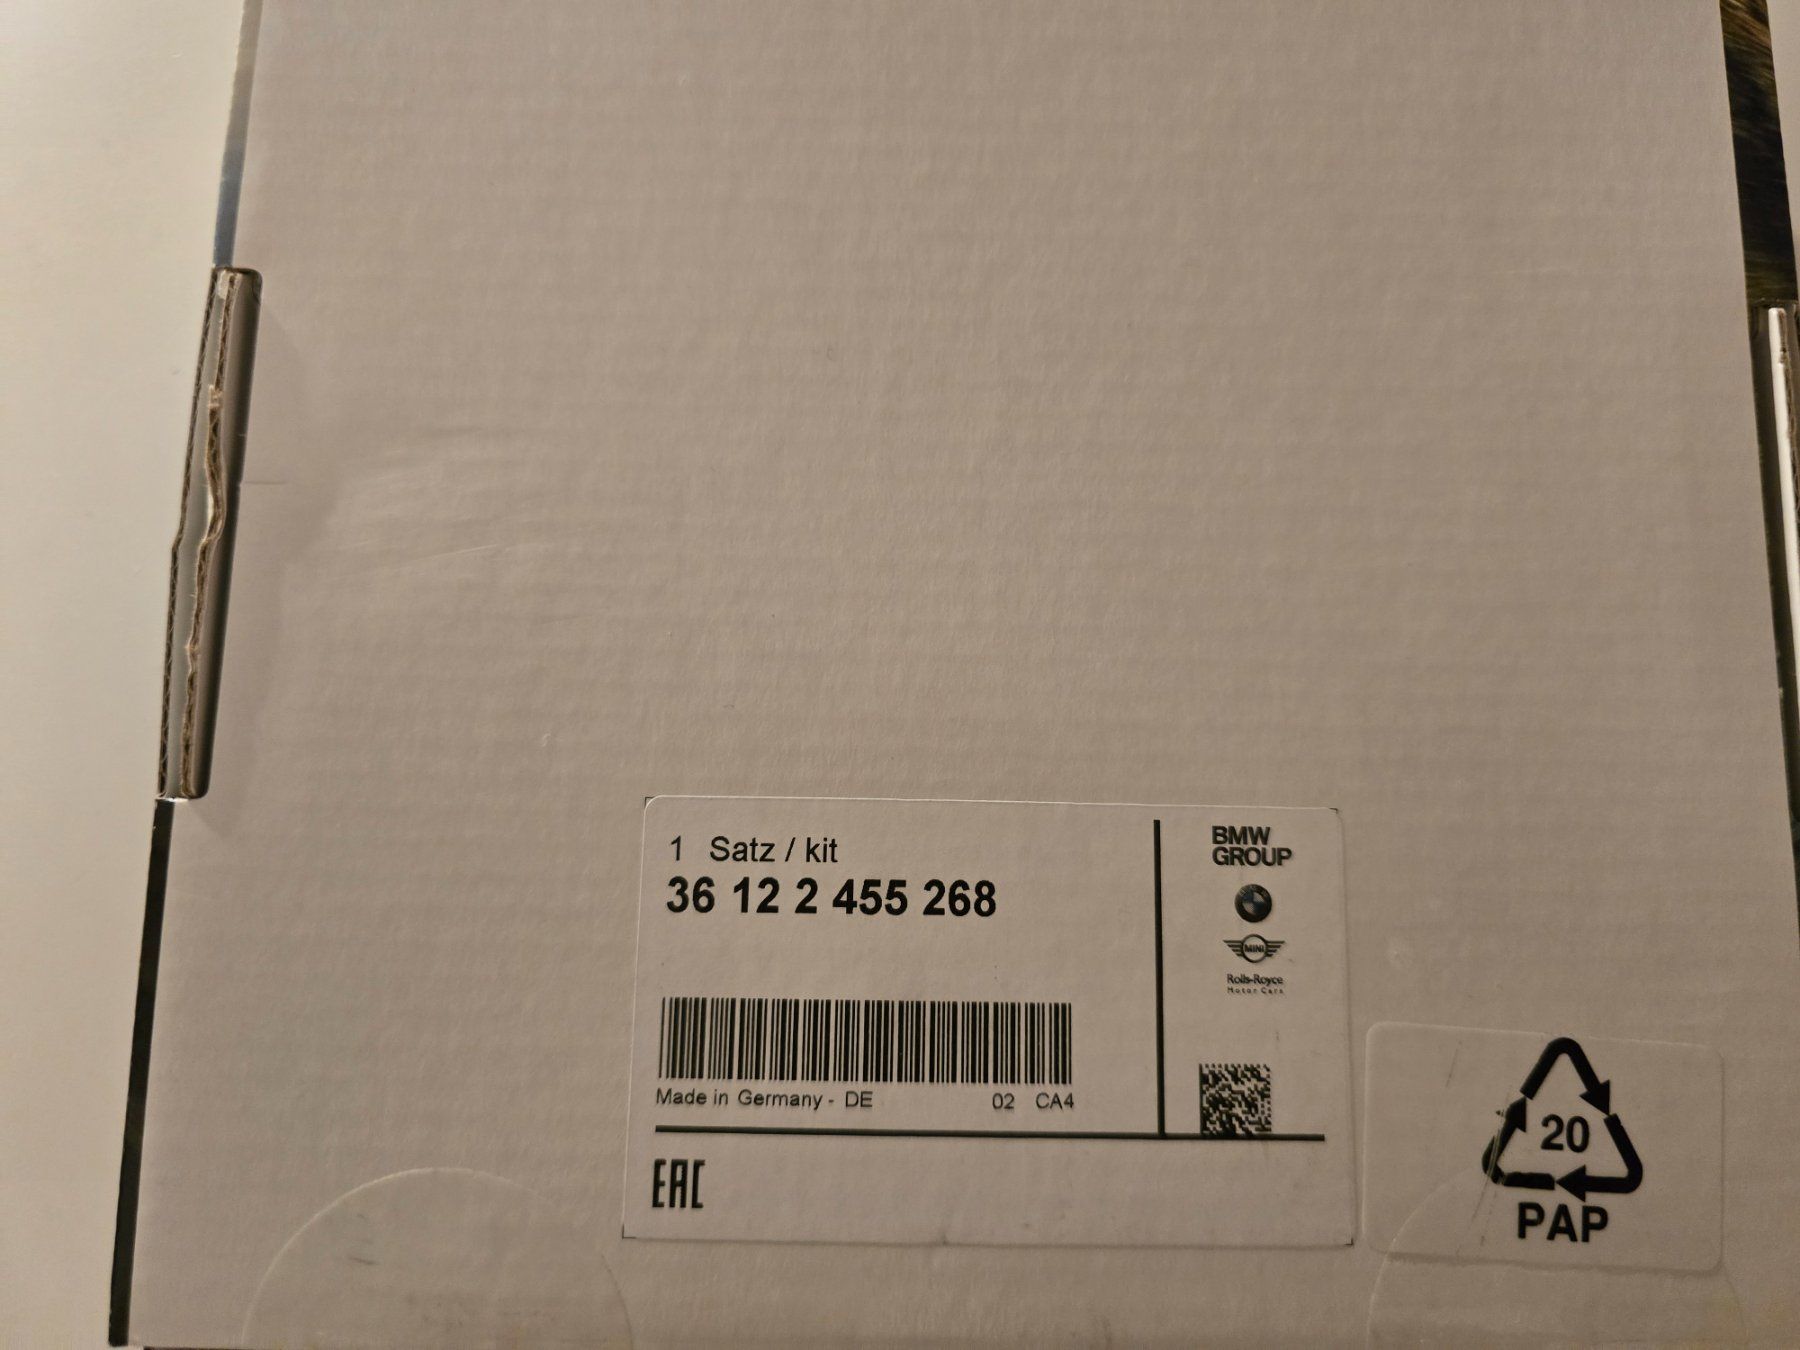 1 Satz / kit
36 12 2 455 268
Made in Germany - DE 02 CA4
BMW
GROUP
MINI
Rolls-Royce
Motor Cars
EAC
20
PAP